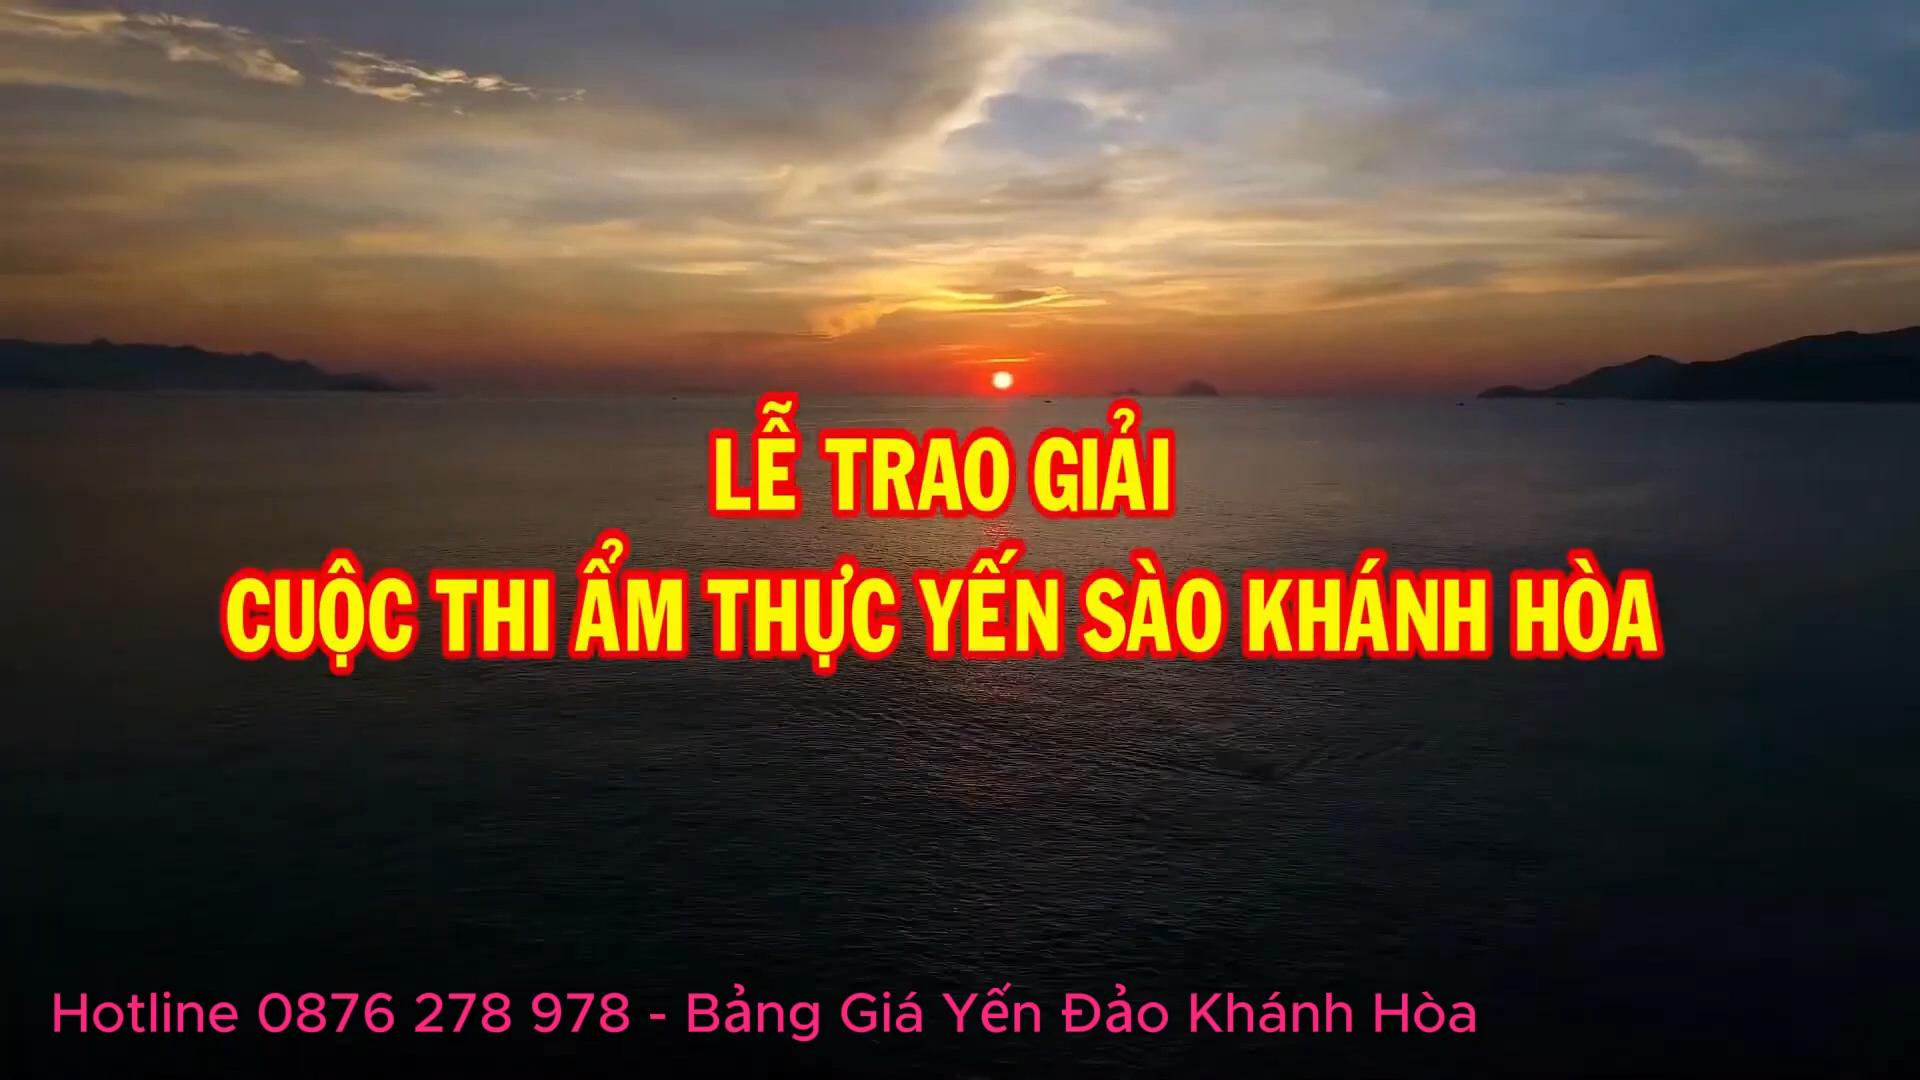 LỄ TRAO GIẢI
CUỘC THI ẨM THỰC YẾN SÀO KHÁNH HÒA
Hotline 0876 278 978 - Bảng Giá Yến Đảo Khánh Hòa